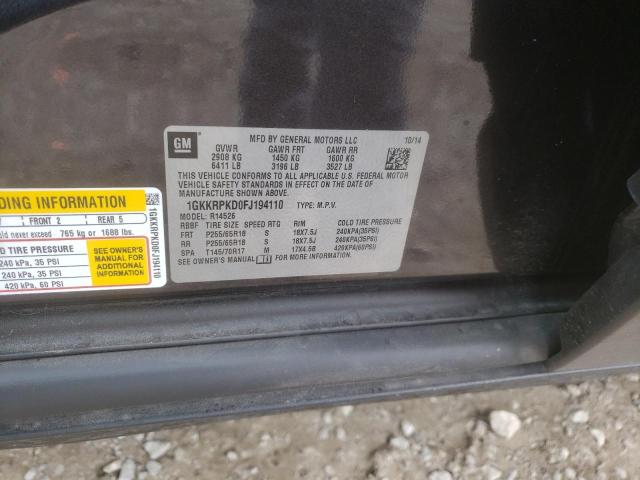 GM
MFD BY GENERAL MOTORS LLC
10/14
GVWR GAWR FRT GAWR RR
2908 KG 1450 KG 1600 KG
6411 LB 3196 LB 3527 LB
THIS VEHICLE CONFORMS TO ALL APPLICABLE U.S. FEDERAL MOTOR
VEHICLE SAFETY STANDARDS IN EFFECT ON THE DATE OF
MANUFACTURE SHOWN ABOVE.
1GKKRPKD0FJ194110 TYPE: M.P.V.
MODEL: R14526
RBBF TIRE SIZE SPEED RTG RIM COLD TIRE PRESSURE
FRT P255/65R18 S 18X7.5J 240KPA(35PSI)
RR P255/65R18 S 18X7.5J 240KPA(35PSI)
SPA T145/70R17 M 17X4.5B 420KPA(60PSI)
SEE OWNER'S MANUAL FOR ADDITIONAL INFORMATION.
DING INFORMATION
7 FRONT 2 REAR 5
ould never exceed 765 kg or 1688 lbs.
D TIRE PRESSURE
240 kPa, 35 PSI
240 kPa, 35 PSI
420 kPa, 60 PSI
SEE OWNER'S
MANUAL FOR
ADDITIONAL
INFORMATION
1GKKRPKD0FJ194110